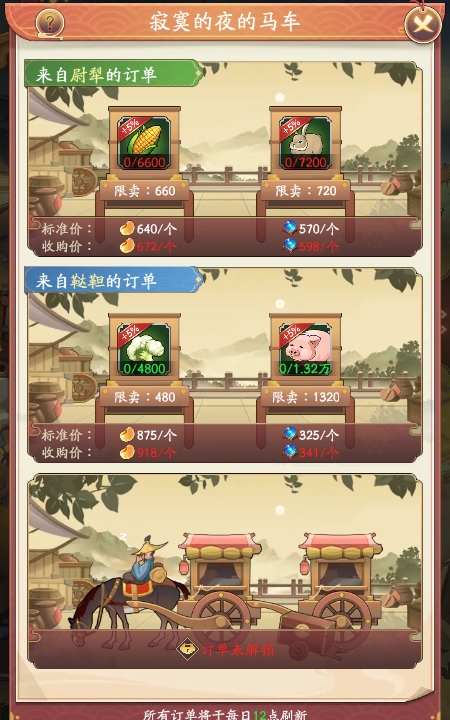 ?
寂寞的夜的马车
来自尉犁的订单
+5%
+5%
0/6600
0/7200
限卖：660
限卖：720
标准价：
640/个
570/个
收购价：
672/个
598/个
来自鞑靼的订单
+5%
+5%
0/4800
0/1.32万
限卖：480
限卖：1320
标准价：
875/个
325/个
收购价：
918/个
341/个
7
订单未解锁
所有订单将于每日12点刷新